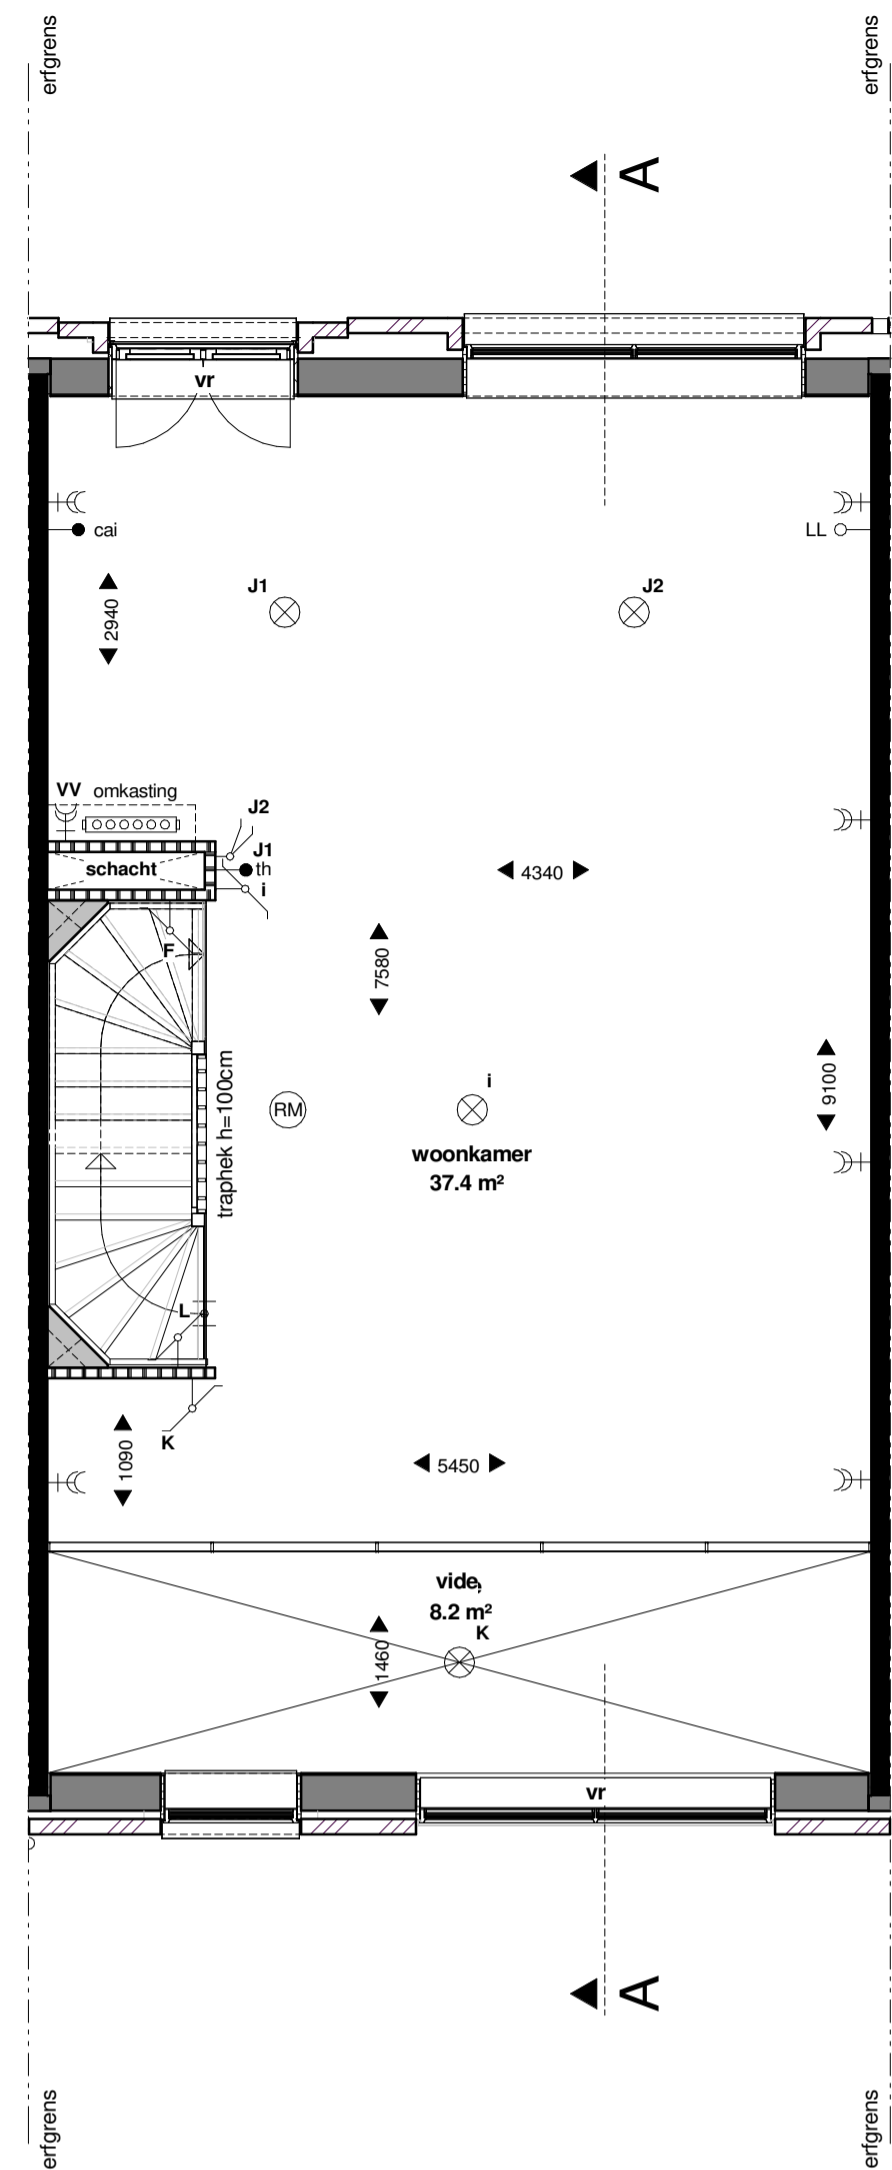 erfgrens
erfgrens
A
vr
cai
LL
J1
J2
2940
VV
omkasting
J2
J1
schacht
th
i
4340
F
7580
traphek h=100cm
RM
i
9100
woonkamer
37.4 m²
L
K
1090
5450
vide
8.2 m²
K
1460
vr
A
erfgrens
erfgrens